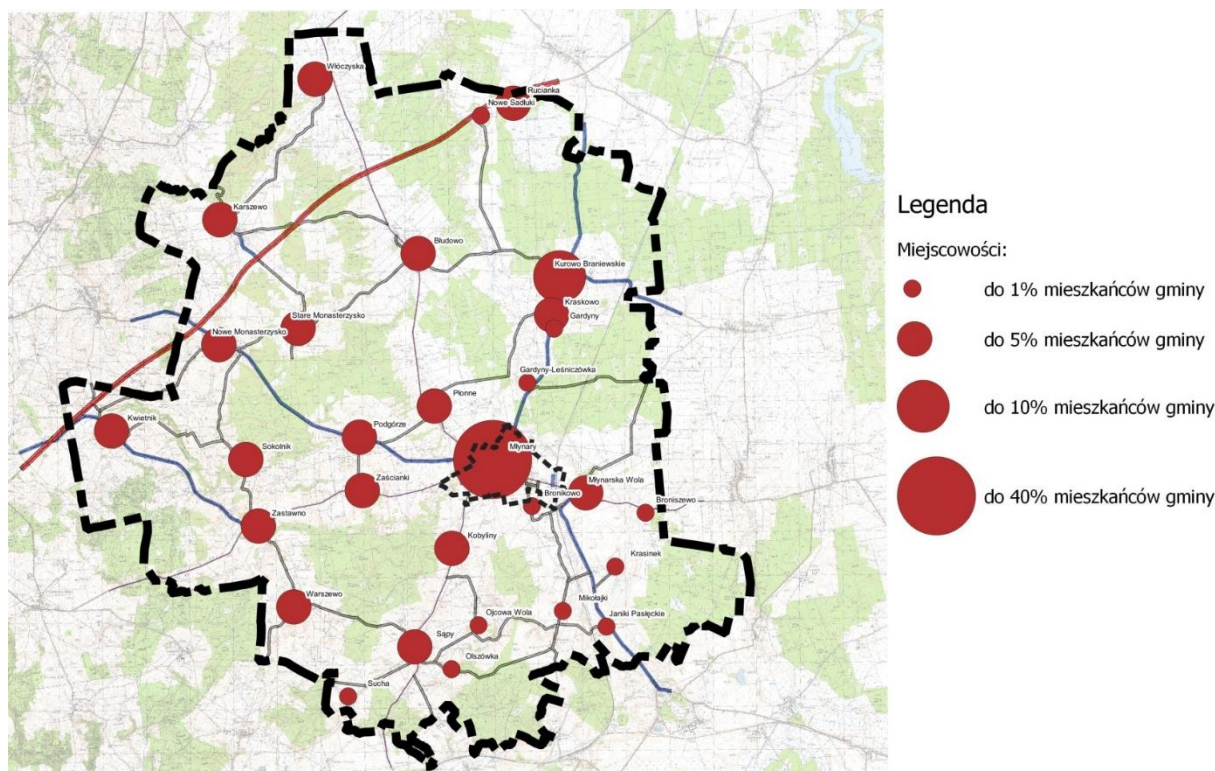 Włóczyska
Rucianka
Nowe Sadłuki
Legenda
Karszewo
Miejscowości:
Błudowo
Kurowo Braniewskie
do 1% mieszkańców gminy
Kraskowo
Stare Monasterzysko
Gardyny
Nowe Monasterzysko
do 5% mieszkańców gminy
Gardyny-Leśniczówka
Płonne
do 10% mieszkańców gminy
Kwietnik
Podgórze
Sokolnik
Młynary
Zaścianki
Młynarska Wola
do 40% mieszkańców gminy
Bronikowo
Broniszewo
Zastawno
Kobyliny
Krasinek
Warszewo
Mikołajki
Ojcowa Wola
Janiki Pasłęckie
Sąpy
Olszówka
Sucha